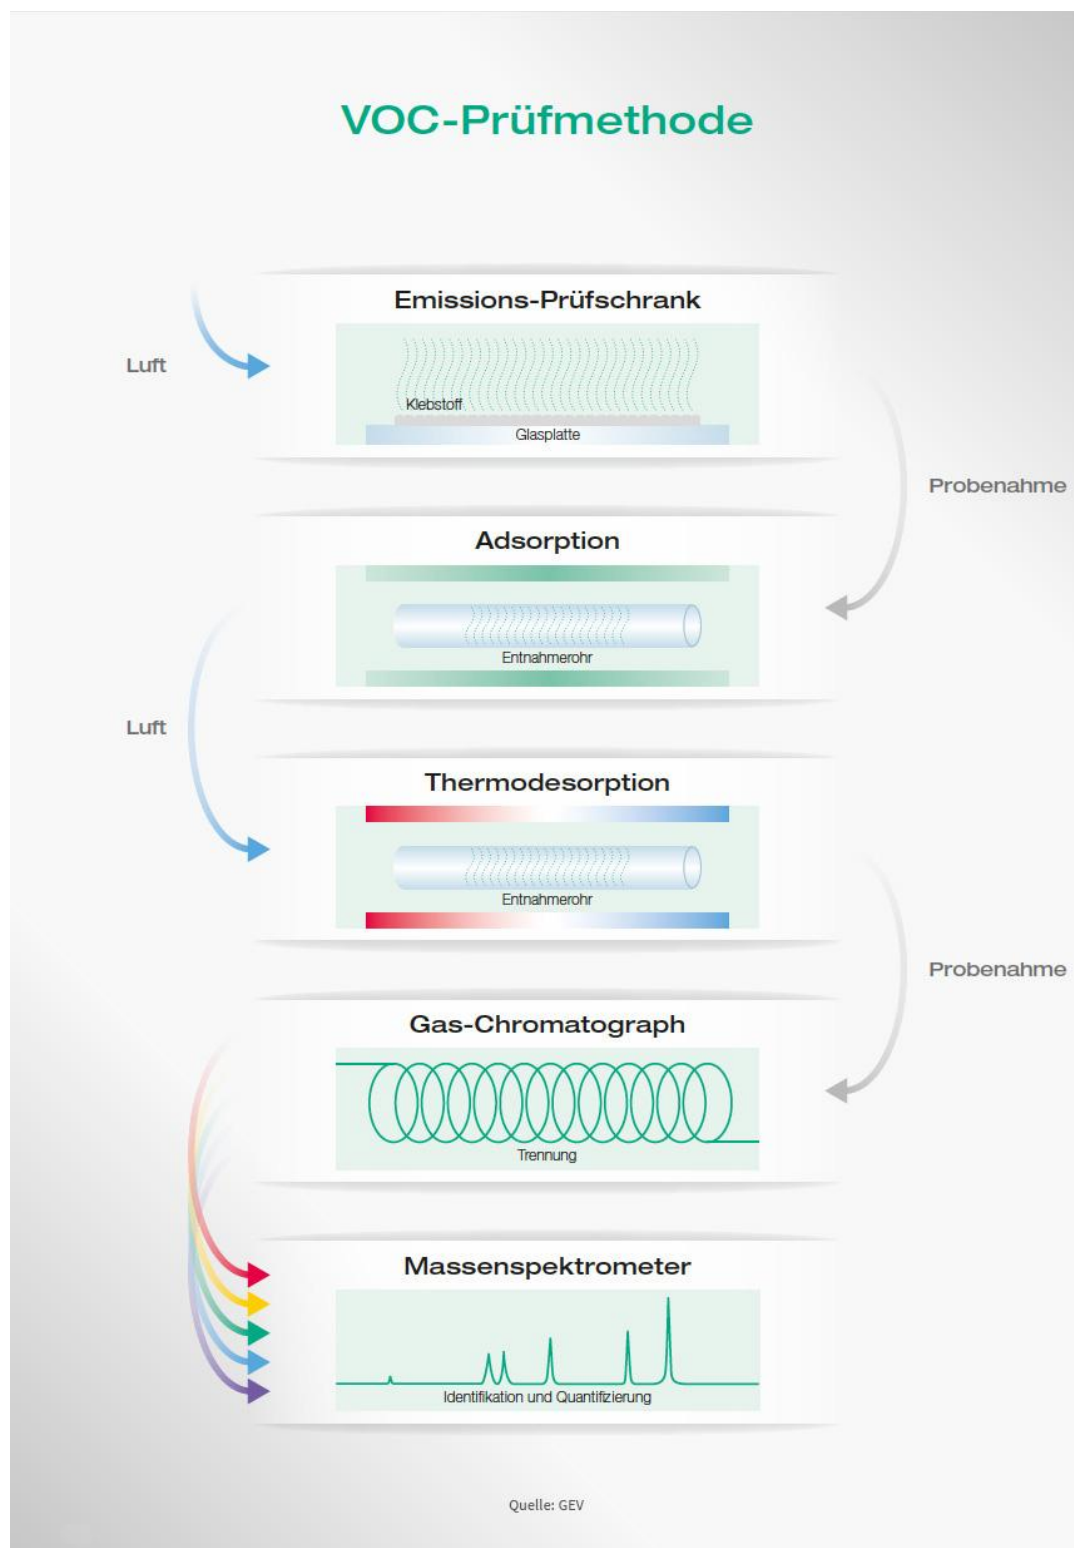 VOC-Prüfmethode
Emissions-Prüfschrank
Luft
Klebstoff
Glasplatte
Probenahme
Adsorption
Entnahmerohr
Luft
Thermodesorption
Entnahmerohr
Probenahme
Gas-Chromatograph
Trennung
Massenspektrometer
Identifikation und Quantifizierung
Quelle: GEV